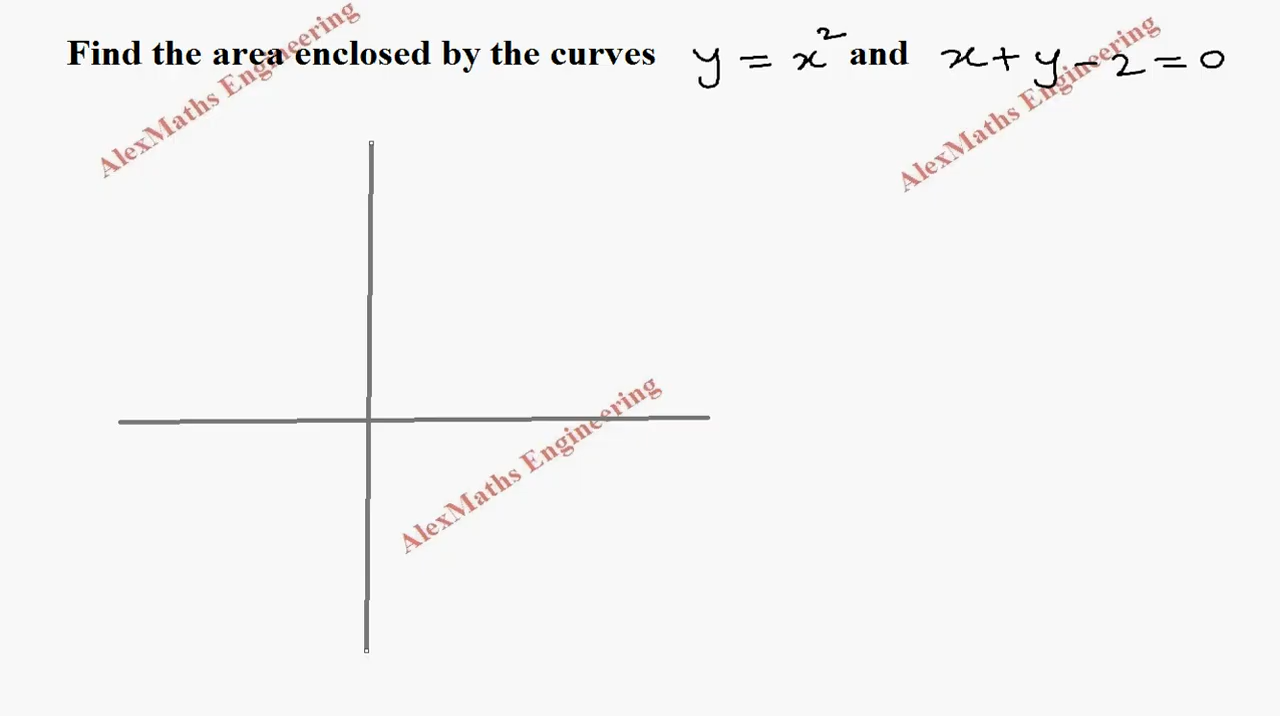 Find the area enclosed by the curves y = x² and x + y - 2 = 0
AlexMaths Engineering
AlexMaths Engineering
AlexMaths Engineering